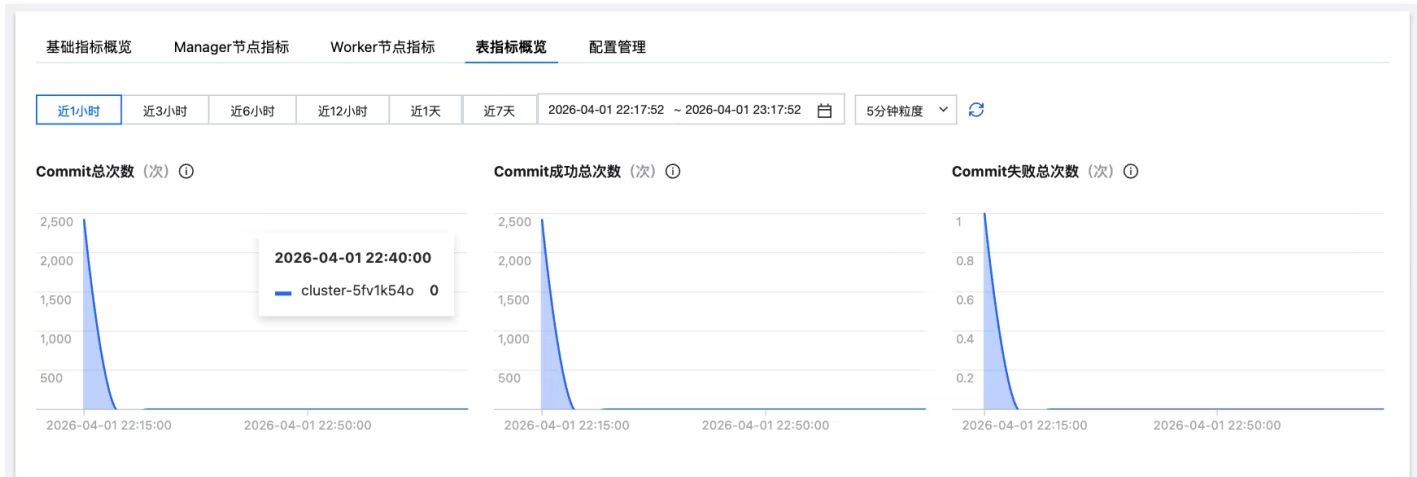 基础指标概览 Manager节点指标 Worker节点指标 表指标概览 配置管理
近1小时 近3小时 近6小时 近12小时 近1天 近7天 2026-04-01 22:17:52 ~ 2026-04-01 23:17:52 5分钟粒度
Commit总次数（次） Commit成功总次数（次） Commit失败总次数（次）
2,500
2,000
1,500
1,000
500
2026-04-01 22:15:00 2026-04-01 22:50:00
2026-04-01 22:40:00
cluster-5fv1k54o 0
2,500
2,000
1,500
1,000
500
2026-04-01 22:15:00 2026-04-01 22:50:00
1
0.8
0.6
0.4
0.2
2026-04-01 22:15:00 2026-04-01 22:50:00